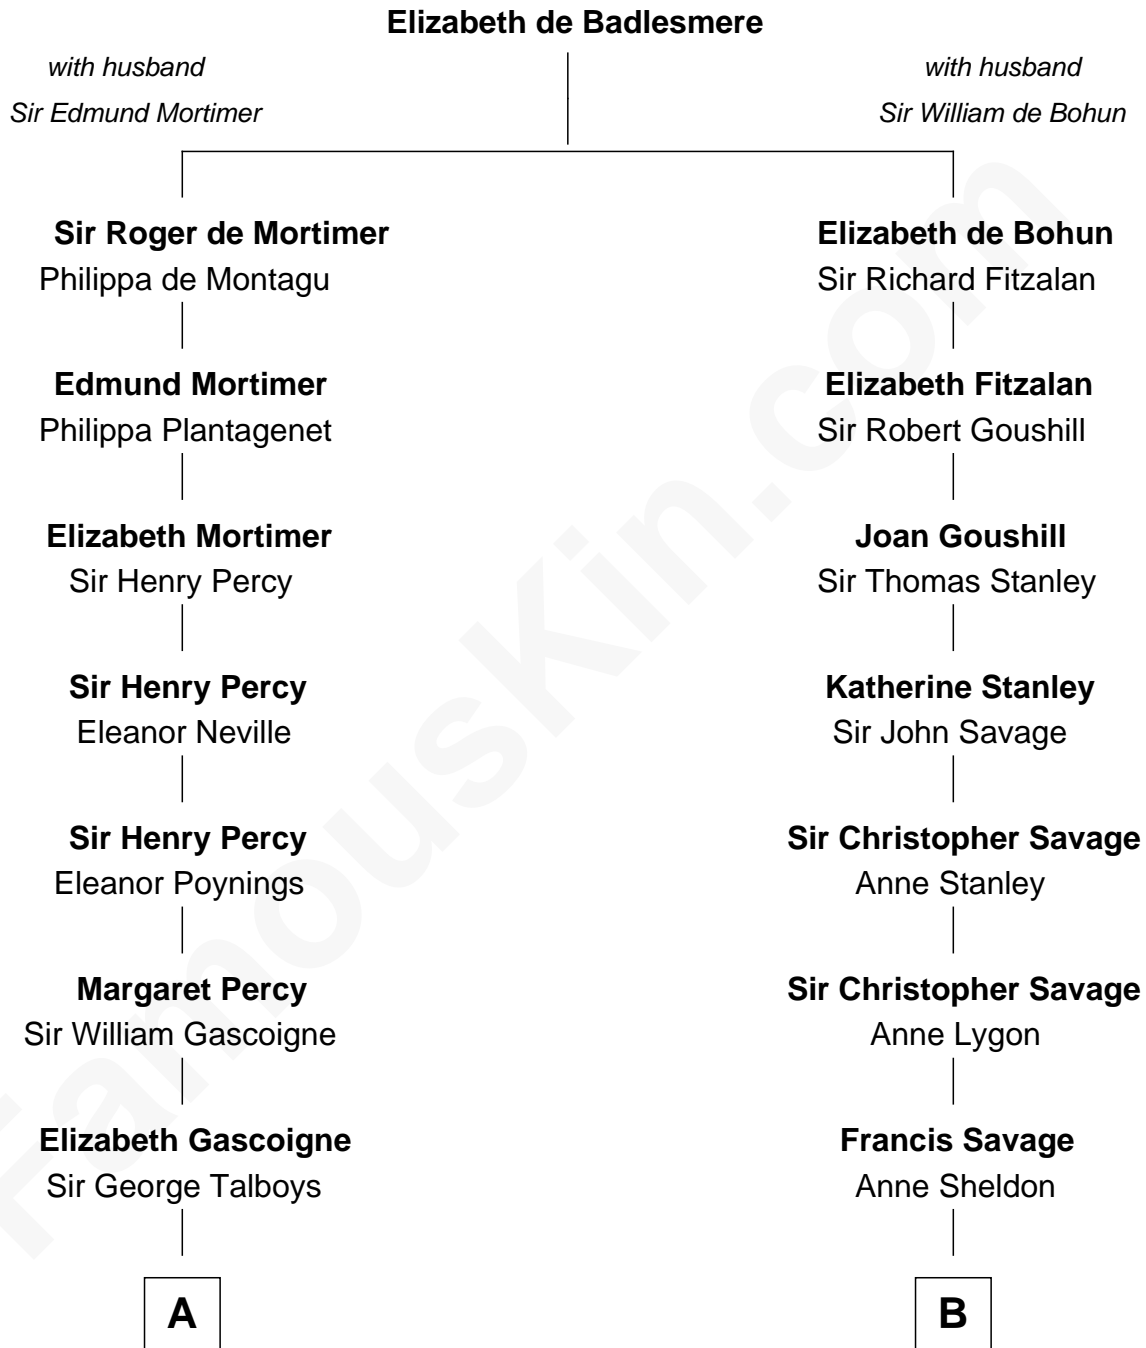 Elizabeth de Badlesmere
with husband
Sir Edmund Mortimer
with husband
Sir William de Bohun
Sir Roger de Mortimer
Philippa de Montagu
Edmund Mortimer
Philippa Plantagenet
Elizabeth Mortimer
Sir Henry Percy
Sir Henry Percy
Eleanor Neville
Sir Henry Percy
Eleanor Poynings
Margaret Percy
Sir William Gascoigne
Elizabeth Gascoigne
Sir George Talboys
A
Elizabeth de Bohun
Sir Richard Fitzalan
Elizabeth Fitzalan
Sir Robert Goushill
Joan Goushill
Sir Thomas Stanley
Katherine Stanley
Sir John Savage
Sir Christopher Savage
Anne Stanley
Sir Christopher Savage
Anne Lygon
Francis Savage
Anne Sheldon
B
FamousKin.com